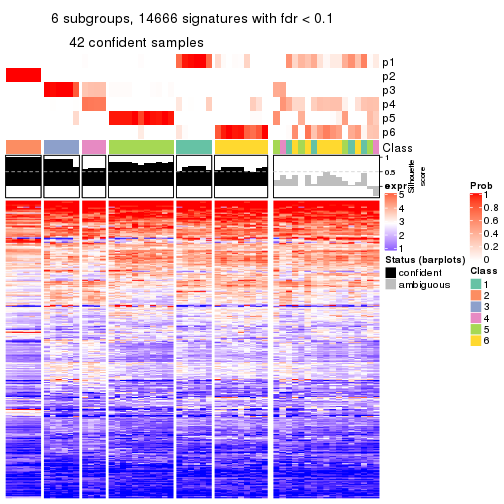 6 subgroups, 14666 signatures with fdr < 0.1
42 confident samples
p1
p2
p3
p4
p5
p6
Class
1
0.5
0
Silhouette
score
expr
5
4
3
2
1
Status (barplots)
confident
ambiguous
Prob
1
0.8
0.6
0.4
0.2
0
Class
1
2
3
4
5
6